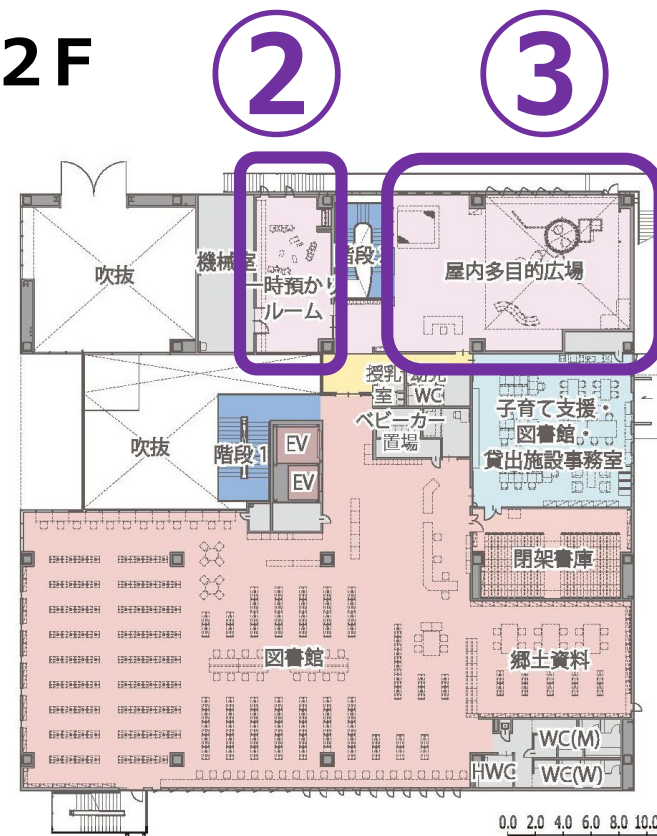 2F
②
③
吹抜
機械室
一時預かり
ルーム
階段
屋内多目的広場
授乳
室
幼児
WC
ベビーカー
置場
子育て支援・
図書館・
貸出施設事務室
吹抜
階段1
EV
EV
閉架書庫
図書館
郷土資料
WC(M)
HWC
WC(W)
0.0 2.0 4.0 6.0 8.0 10.0